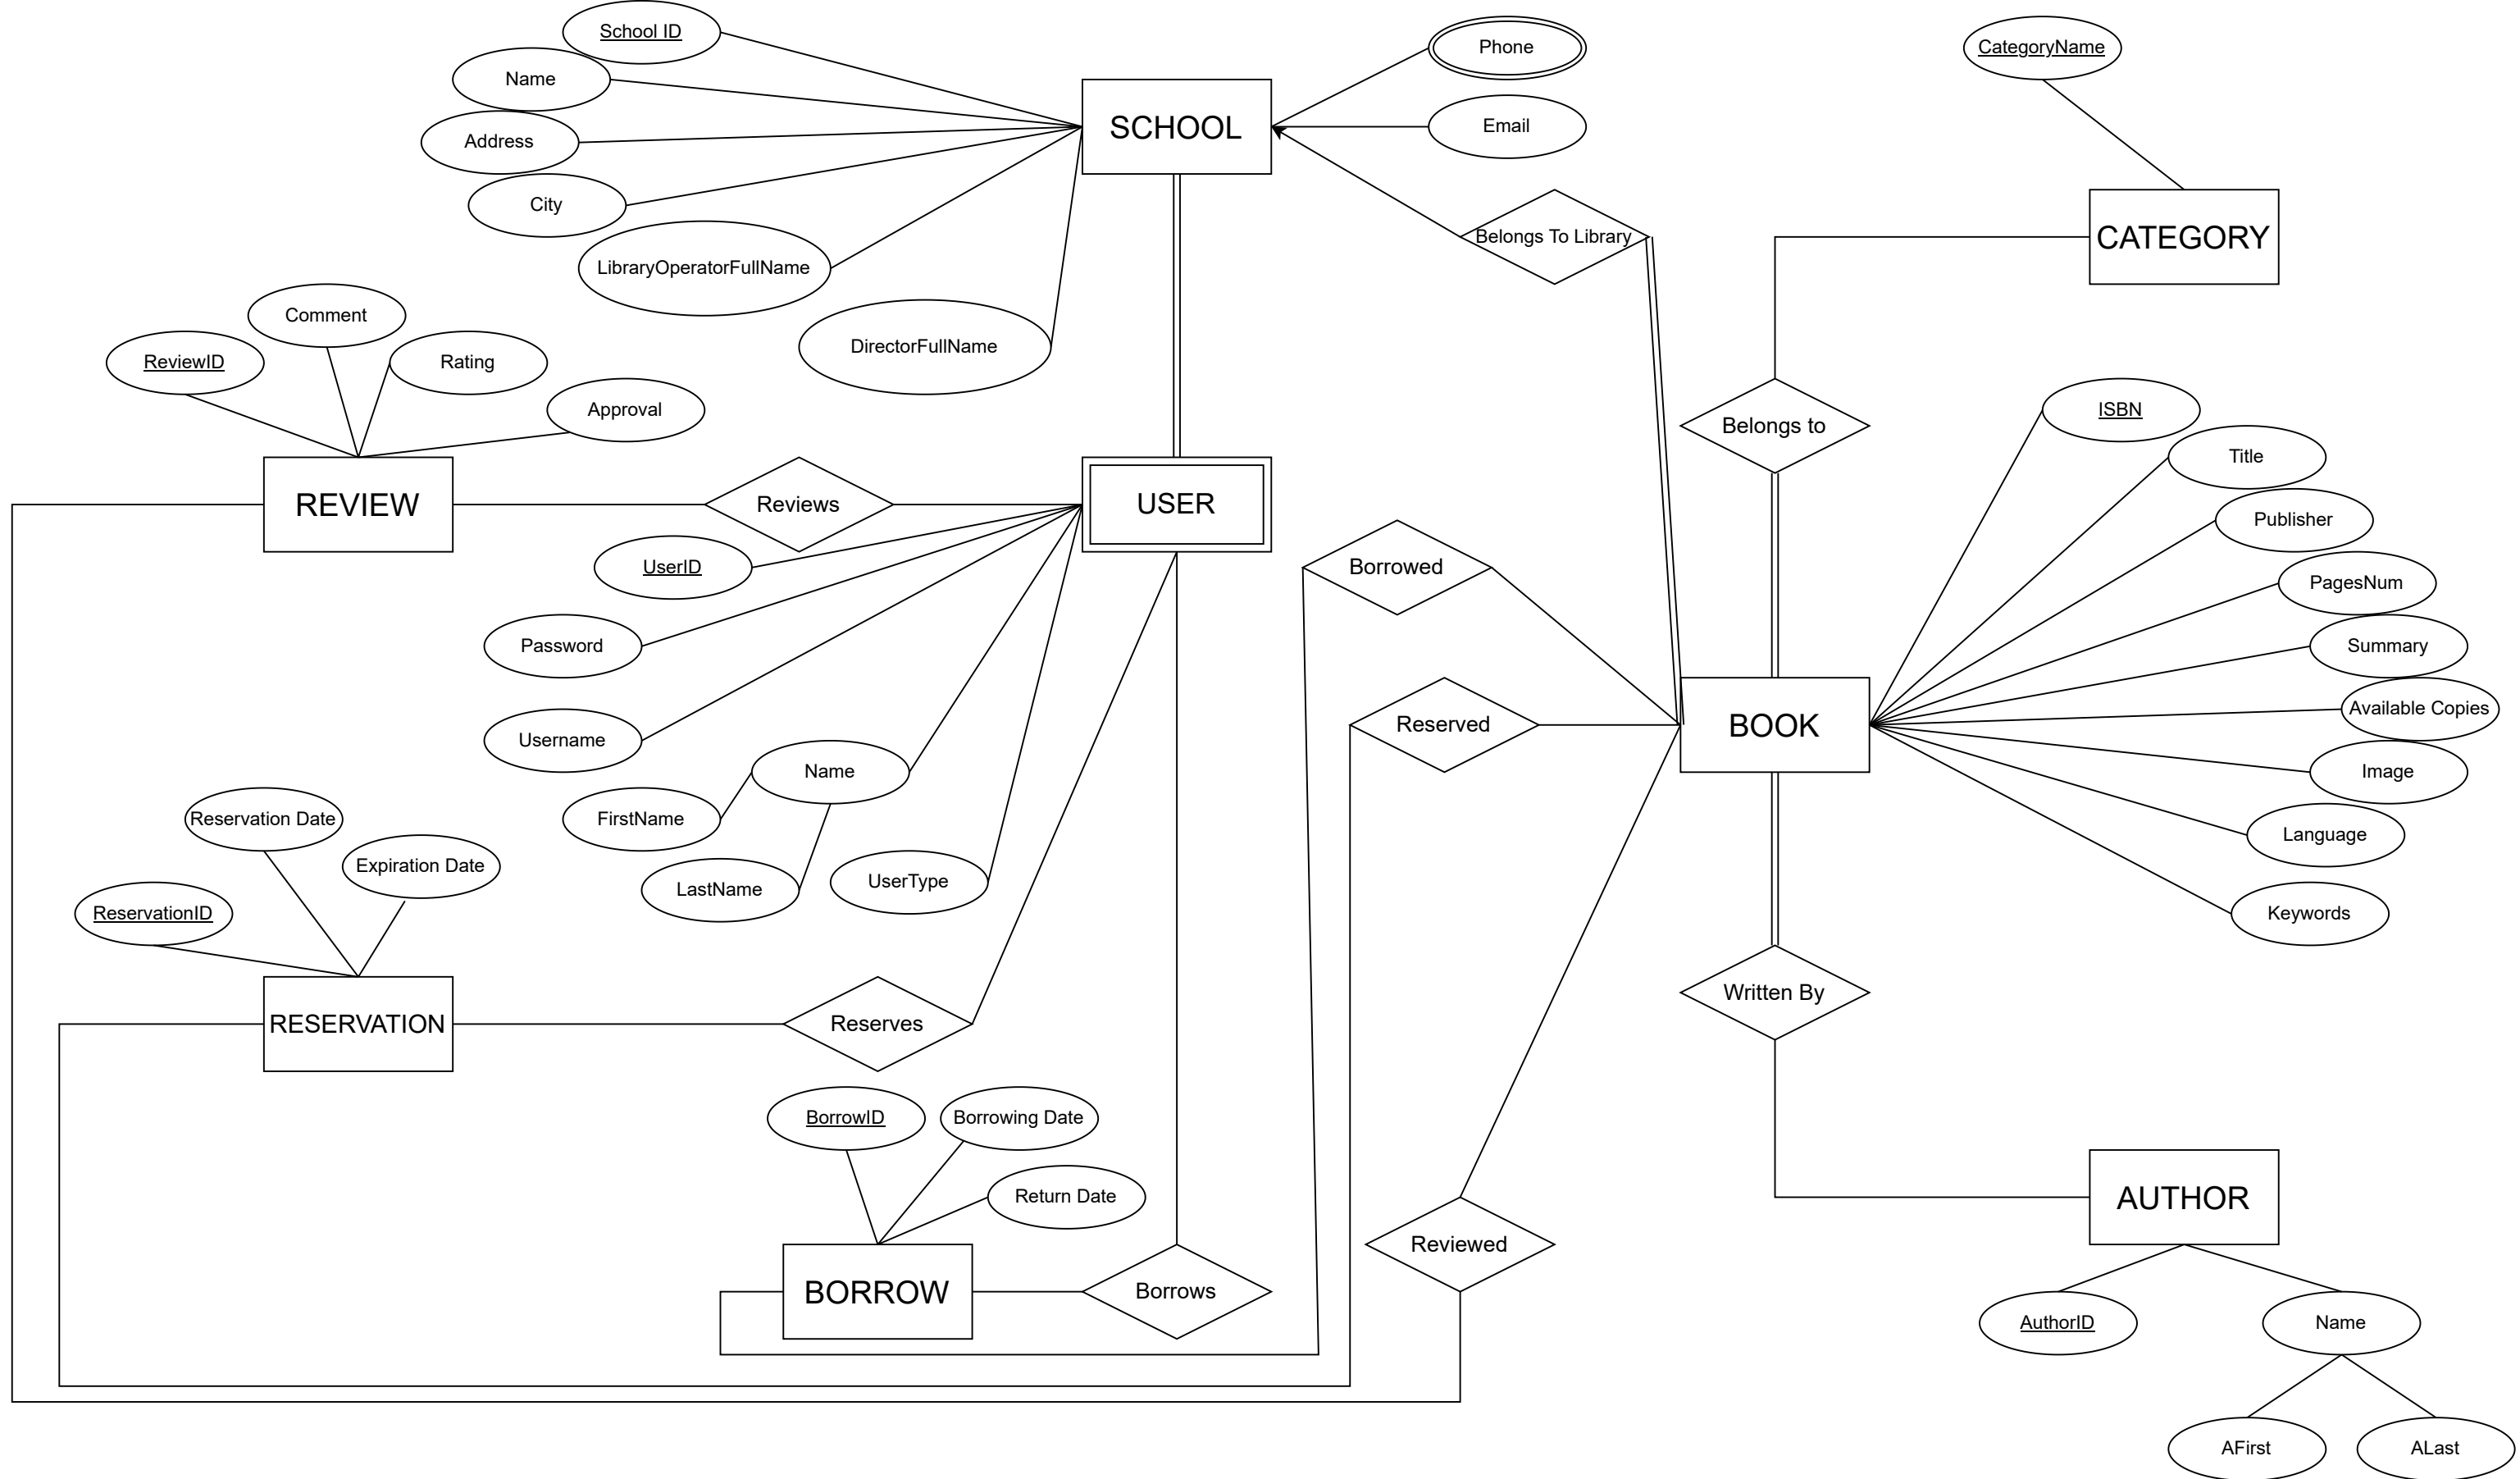 School ID
Name
Address
City
LibraryOperatorFullName
DirectorFullName
SCHOOL
Phone
Email
Belongs To Library
CategoryName
CATEGORY
Belongs to
ReviewID
Comment
Rating
Approval
REVIEW
Reviews
USER
UserID
Password
Username
Name
FirstName
LastName
UserType
Borrowed
Reserved
BOOK
ISBN
Title
Publisher
PagesNum
Summary
Available Copies
Image
Language
Keywords
Reservation Date
Expiration Date
ReservationID
RESERVATION
Reserves
Written By
BorrowID
Borrowing Date
Return Date
BORROW
Borrows
Reviewed
AUTHOR
AuthorID
Name
AFirst
ALast